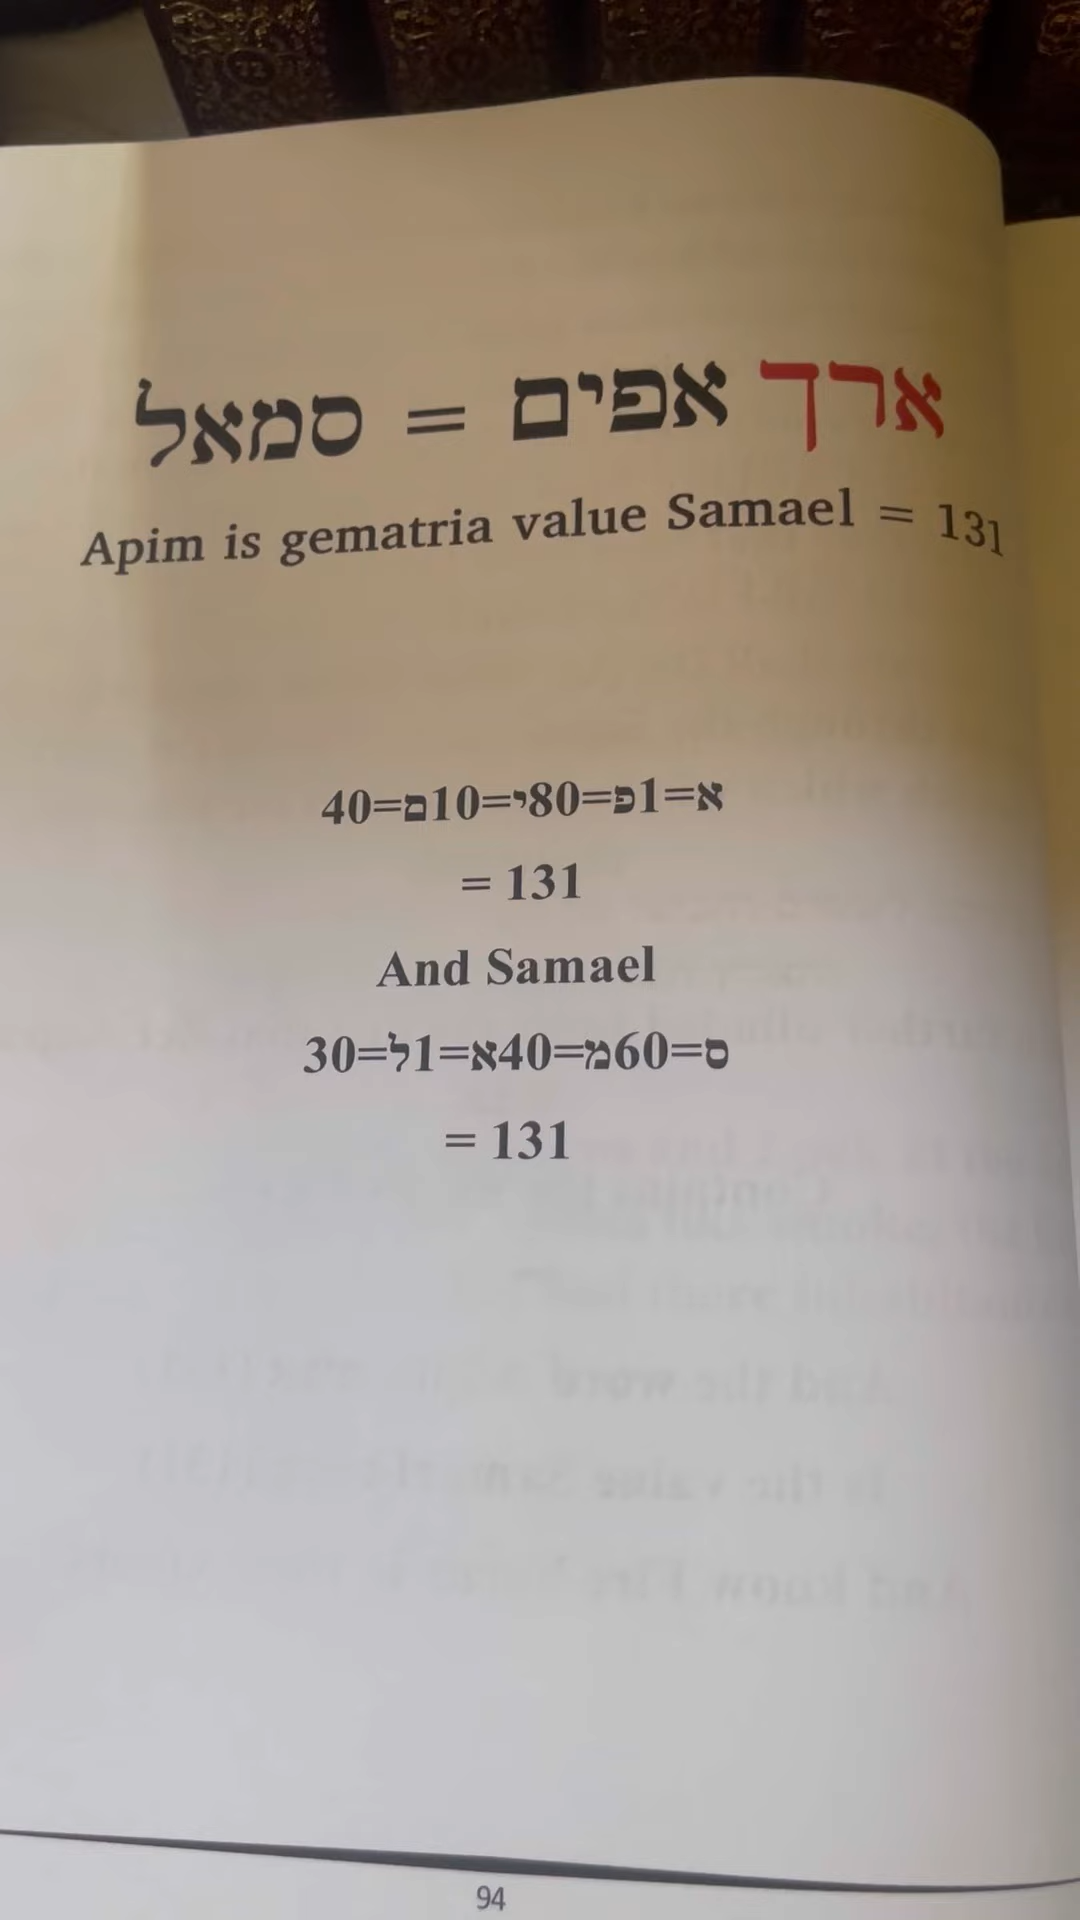 ארך אפים = סמאל
Apim is gematria value Samael = 131
א=1פ=80י=10ם=40
= 131
And Samael
ס=60מ=40א=1ל=30
= 131
94